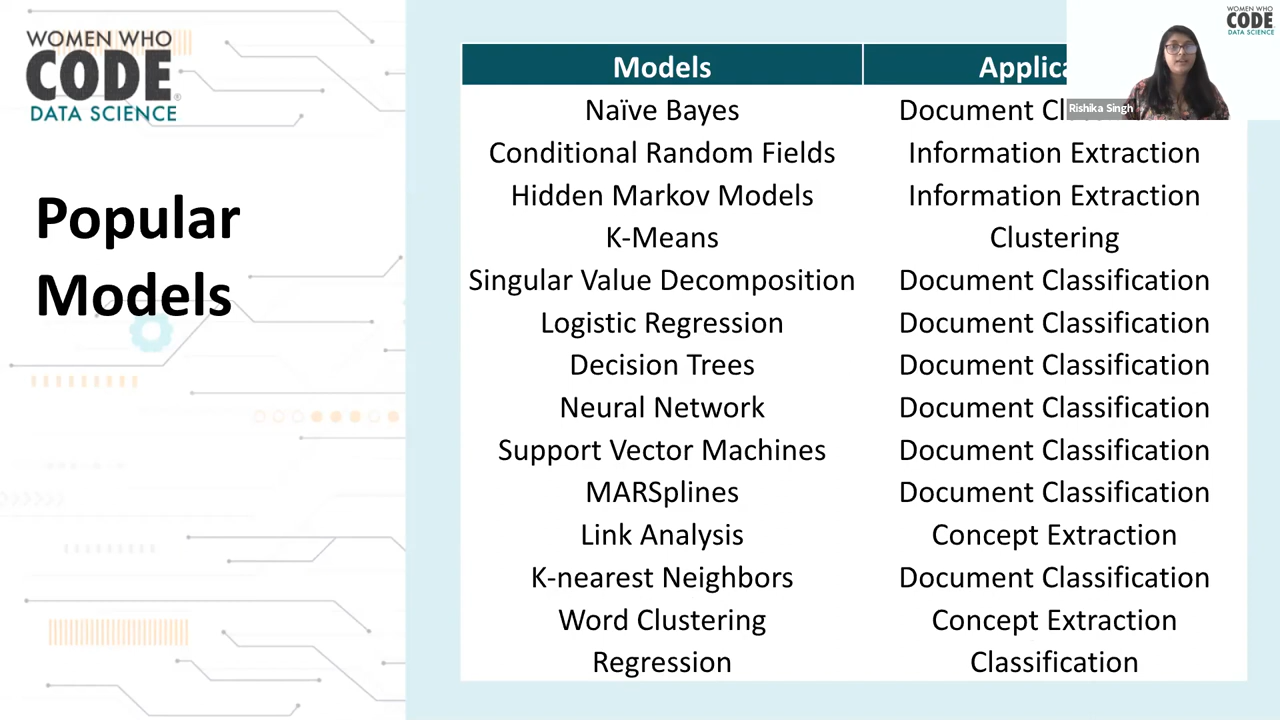 WOMEN WHO
CODE
DATA SCIENCE
Popular
Models
Models
Naïve Bayes Document
Conditional Random Fields Information Extraction
Hidden Markov Models Information Extraction
K-Means Clustering
Singular Value Decomposition Document Classification
Logistic Regression Document Classification
Decision Trees Document Classification
Neural Network Document Classification
Support Vector Machines Document Classification
MARSplines Document Classification
Link Analysis Concept Extraction
K-nearest Neighbors Document Classification
Word Clustering Concept Extraction
Regression Classification
Rishika Singh
WOMEN WHO
CODE
DATA SCIENCE